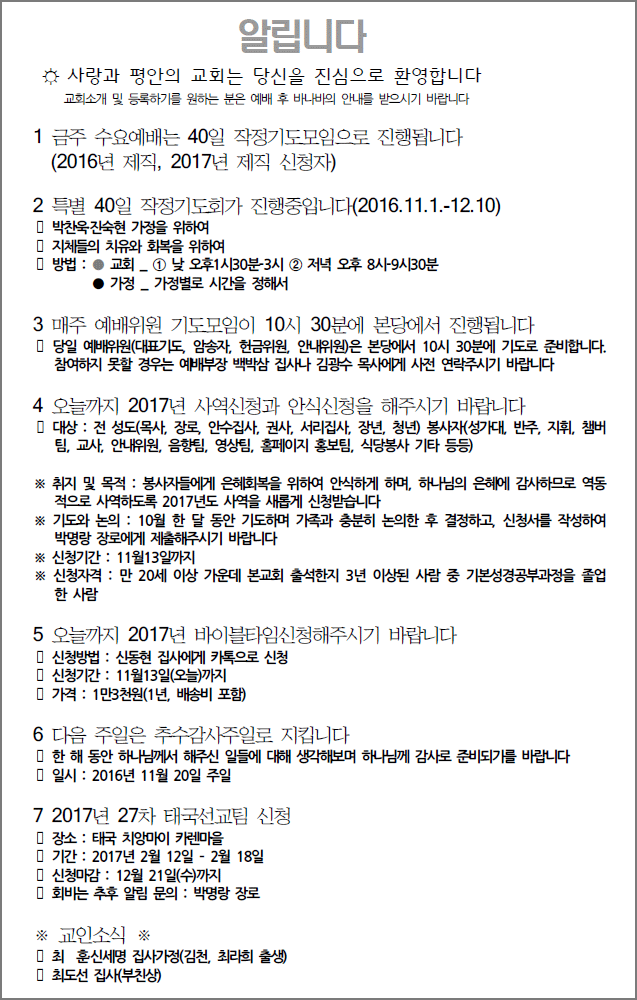 알립니다
☼ 사랑과 평안의 교회는 당신을 진심으로 환영합니다
교회소개 및 등록하기를 원하는 분은 예배 후 바나바의 안내를 받으시기 바랍니다
1 금주 수요예배는 40일 작정기도모임으로 진행됩니다
(2016년 제직, 2017년 제직 신청자)
2 특별 40일 작정기도회가 진행중입니다(2016.11.1.-12.10)
▯ 박찬욱진숙현 가정을 위하여
▯ 지체들의 치유와 회복을 위하여
▯ 방법 : ● 교회 _ ① 낮 오후1시30분-3시 ② 저녁 오후 8시-9시30분
● 가정 _ 가정별로 시간을 정해서
3 매주 예배위원 기도모임이 10시 30분에 본당에서 진행됩니다
▯ 당일 예배위원(대표기도, 암송자, 헌금위원, 안내위원)은 본당에서 10시 30분에 기도로 준비합니다.
참여하지 못할 경우는 예배부장 백박삼 집사나 김광수 목사에게 사전 연락주시기 바랍니다
4 오늘까지 2017년 사역신청과 안식신청을 해주시기 바랍니다
▯ 대상 : 전 성도(목사, 장로, 안수집사, 권사, 서리집사, 장년, 청년) 봉사자(성가대, 반주, 지휘, 챔버
팀, 교사, 안내위원, 음향팀, 영상팀, 홈페이지 홍보팀, 식당봉사 기타 등등)
※ 취지 및 목적 : 봉사자들에게 은혜회복을 위하여 안식하게 하며, 하나님의 은혜에 감사하므로 역동
적으로 사역하도록 2017년도 사역을 새롭게 신청받습니다
※ 기도와 논의 : 10월 한 달 동안 기도하며 가족과 충분히 논의한 후 결정하고, 신청서를 작성하여
박명랑 장로에게 제출해주시기 바랍니다
※ 신청기간 : 11월13일까지
※ 신청자격 : 만 20세 이상 가운데 본교회 출석한지 3년 이상된 사람 중 기본성경공부과정을 졸업
한 사람
5 오늘까지 2017년 바이블타임신청해주시기 바랍니다
▯ 신청방법 : 신동현 집사에게 카톡으로 신청
▯ 신청기간 : 11월13일(오늘)까지
▯ 가격 : 1만3천원(1년, 배송비 포함)
6 다음 주일은 추수감사주일로 지킵니다
▯ 한 해 동안 하나님께서 해주신 일들에 대해 생각해보며 하나님께 감사로 준비되기를 바랍니다
▯ 일시 : 2016년 11월 20일 주일
7 2017년 27차 태국선교팀 신청
▯ 장소 : 태국 치앙마이 카렌마을
▯ 기간 : 2017년 2월 12일 - 2월 18일
▯ 신청마감 : 12월 21일(수)까지
▯ 회비는 추후 알림 문의 : 박명랑 장로
※ 교인소식 ※
▯ 최 훈신세명 집사가정(김천, 최라희 출생)
▯ 최도선 집사(부친상)